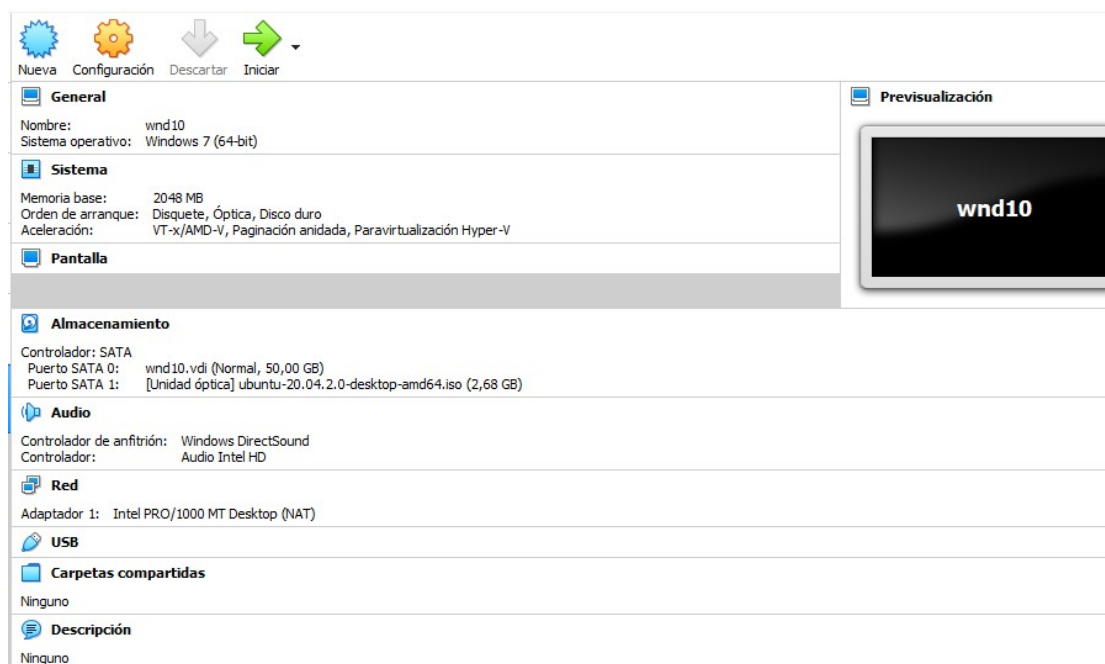 Nueva Configuración Descartar Iniciar
General
Nombre: wnd10
Sistema operativo: Windows 7 (64-bit)
Sistema
Memoria base: 2048 MB
Orden de arranque: Disquete, Óptica, Disco duro
Aceleración: VT-x/AMD-V, Paginación anidada, Paravirtualización Hyper-V
Pantalla
Previsualización
wnd10
Almacenamiento
Controlador: SATA
Puerto SATA 0: wnd10.vdi (Normal, 50,00 GB)
Puerto SATA 1: [Unidad óptica] ubuntu-20.04.2.0-desktop-amd64.iso (2,68 GB)
Audio
Controlador de anfitrión: Windows DirectSound
Controlador: Audio Intel HD
Red
Adaptador 1: Intel PRO/1000 MT Desktop (NAT)
USB
Carpetas compartidas
Ninguno
Descripción
Ninguno